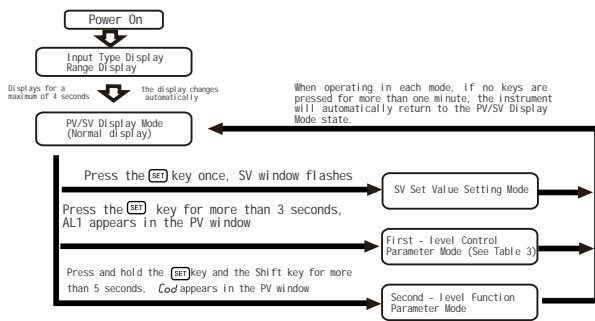 Power On
Input Type Display
Range Display
Displays for a
maximum of 4 seconds
the display changes
automatically
When operating in each mode, if no keys are
pressed for more than one minute, the instrument
will automatically return to the PV/SV Display
Mode state.
PV/SV Display Mode
(Normal display)
Press the SET key once, SV window flashes
SV Set Value Setting Mode
Press the SET key for more than 3 seconds,
AL1 appears in the PV window
First - level Control
Parameter Mode (See Table 3)
Press and hold the SET key and the Shift key for more
than 5 seconds, Cod appears in the PV window
Second - level Function
Parameter Mode